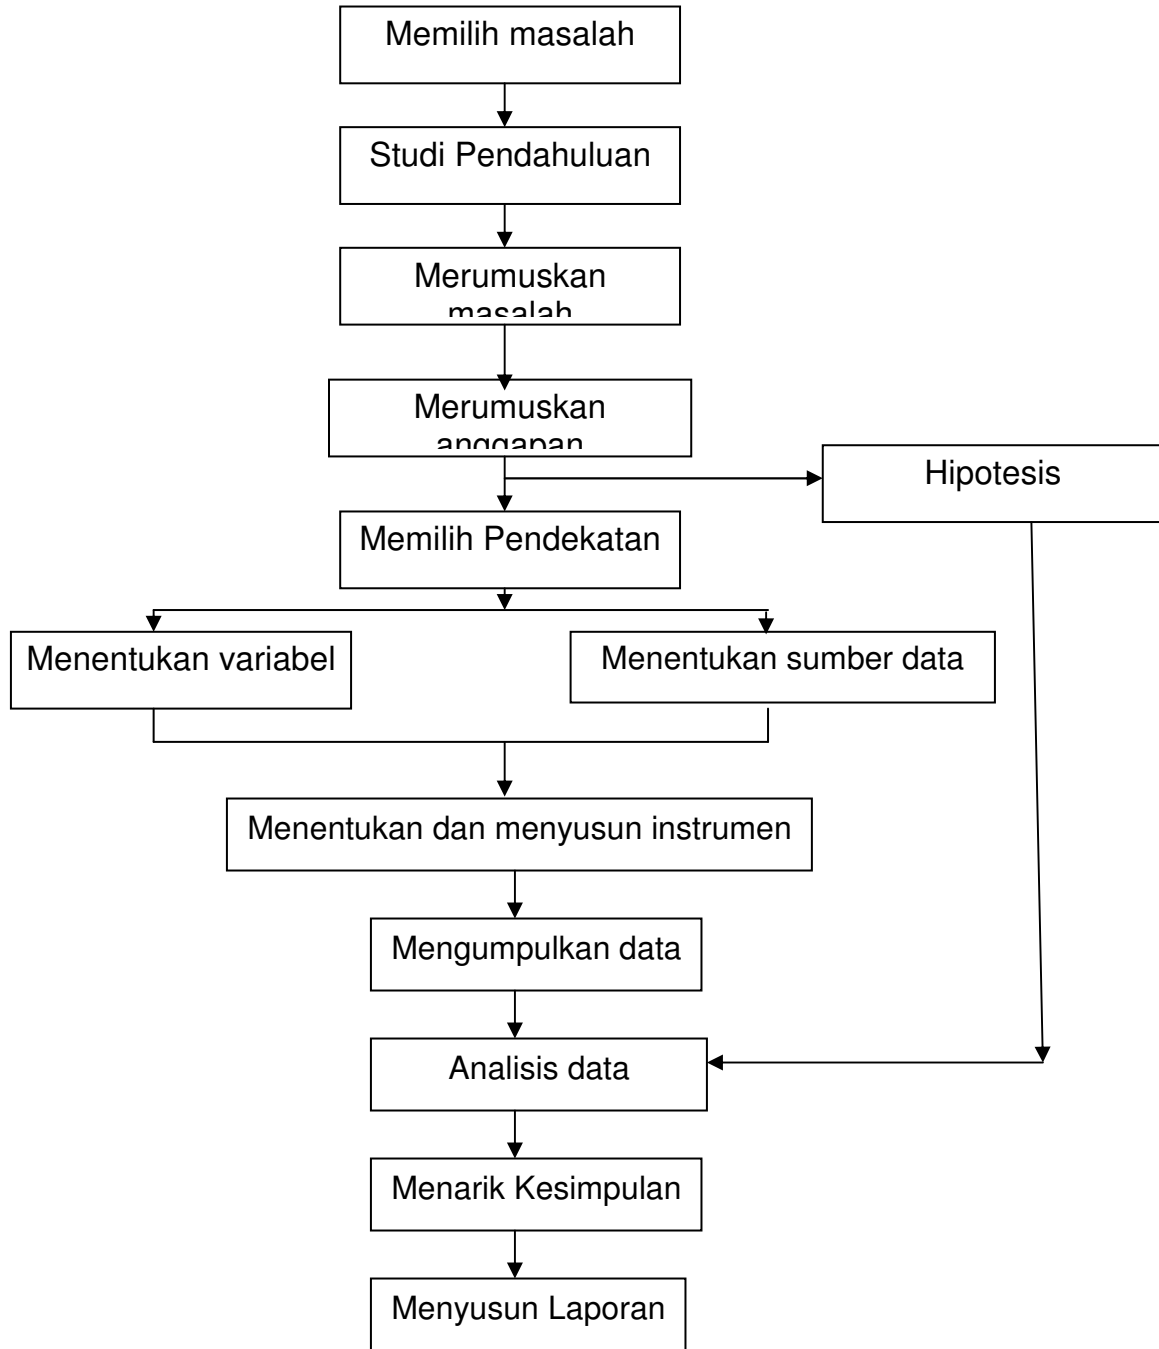 Memilih masalah
Studi Pendahuluan
Merumuskan
masalah
Merumuskan
anggapan
Hipotesis
Memilih Pendekatan
Menentukan variabel
Menentukan sumber data
Menentukan dan menyusun instrumen
Mengumpulkan data
Analisis data
Menarik Kesimpulan
Menyusun Laporan